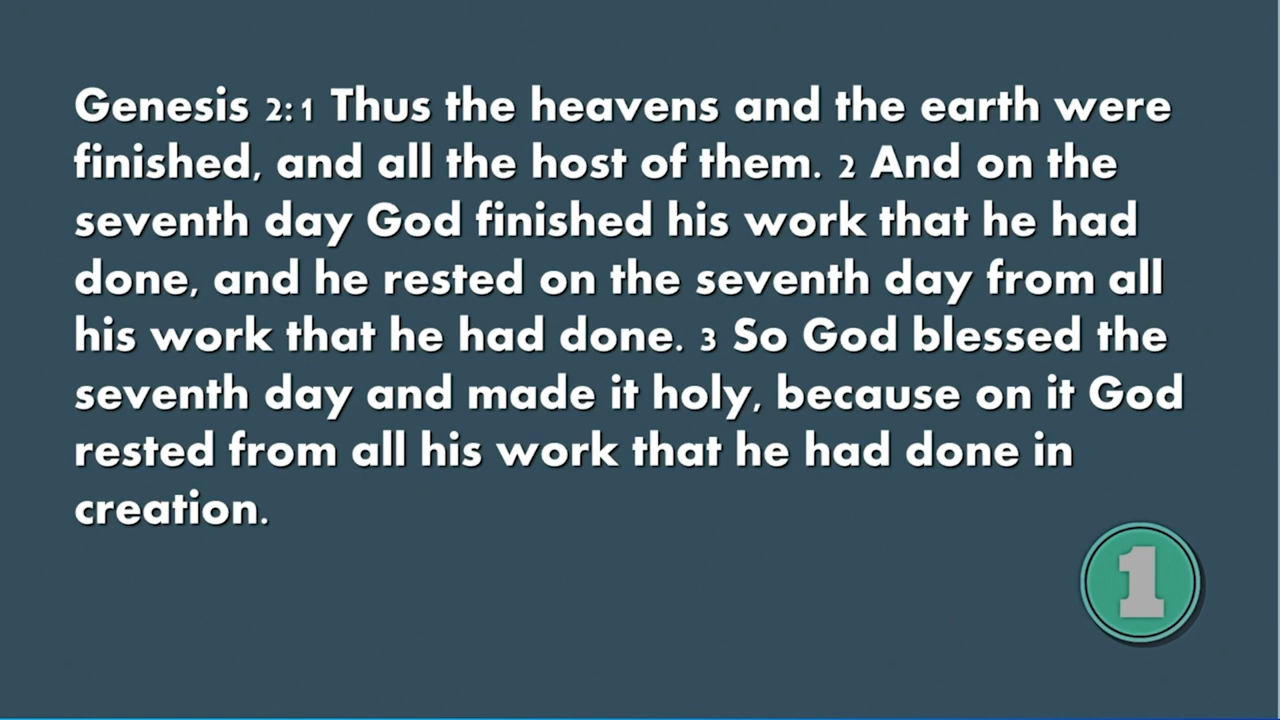 Genesis 2:1 Thus the heavens and the earth were
finished, and all the host of them. 2 And on the
seventh day God finished his work that he had
done, and he rested on the seventh day from all
his work that he had done. 3 So God blessed the
seventh day and made it holy, because on it God
rested from all his work that he had done in
creation.
1